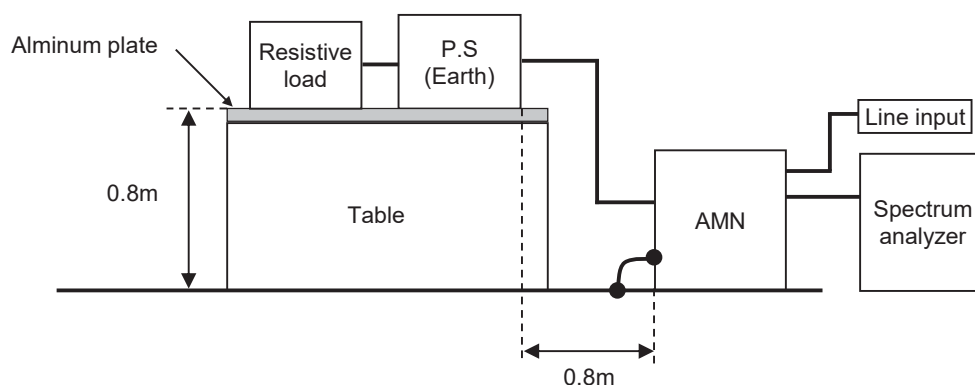 Alminum plate
Resistive
load
P.S
(Earth)
Line input
0.8m
Table
AMN
Spectrum
analyzer
0.8m